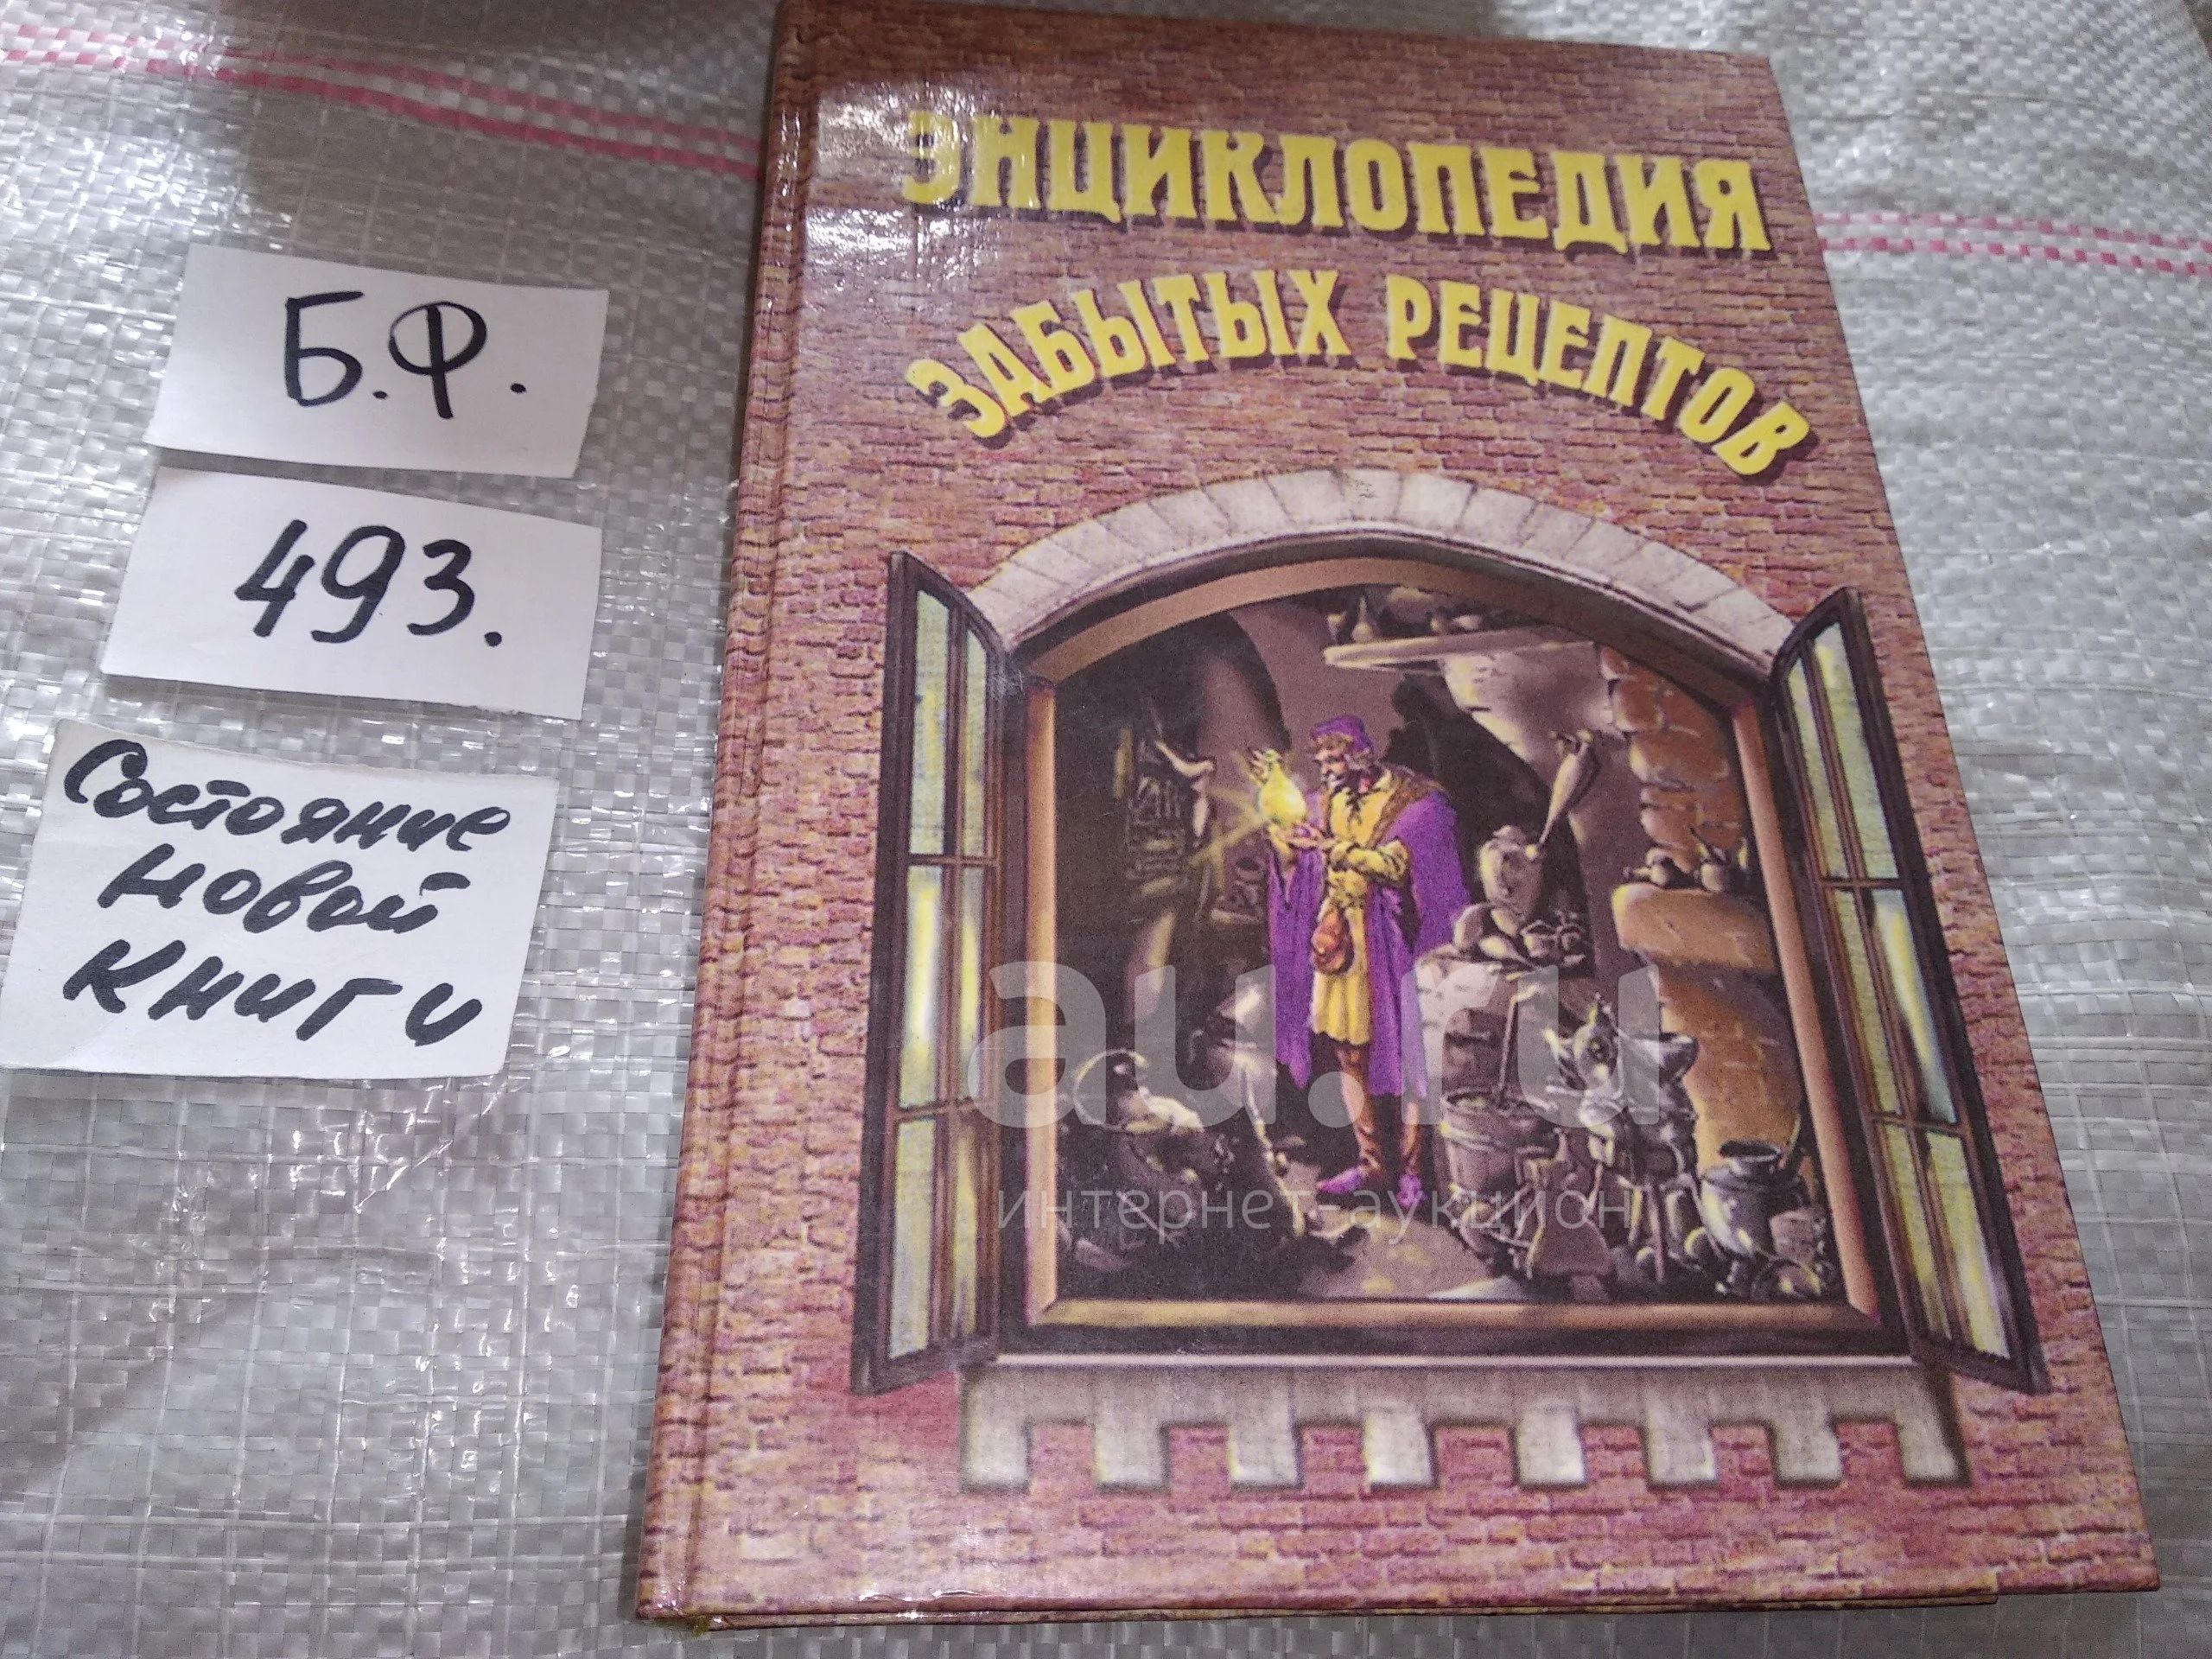 Б.Ф.
493.
Состояние
новой
книги
ЭНЦИКЛОПЕДИЯ
ЗАБЫТЫХ РЕЦЕПТОВ
au.ru
интернет-аукцион